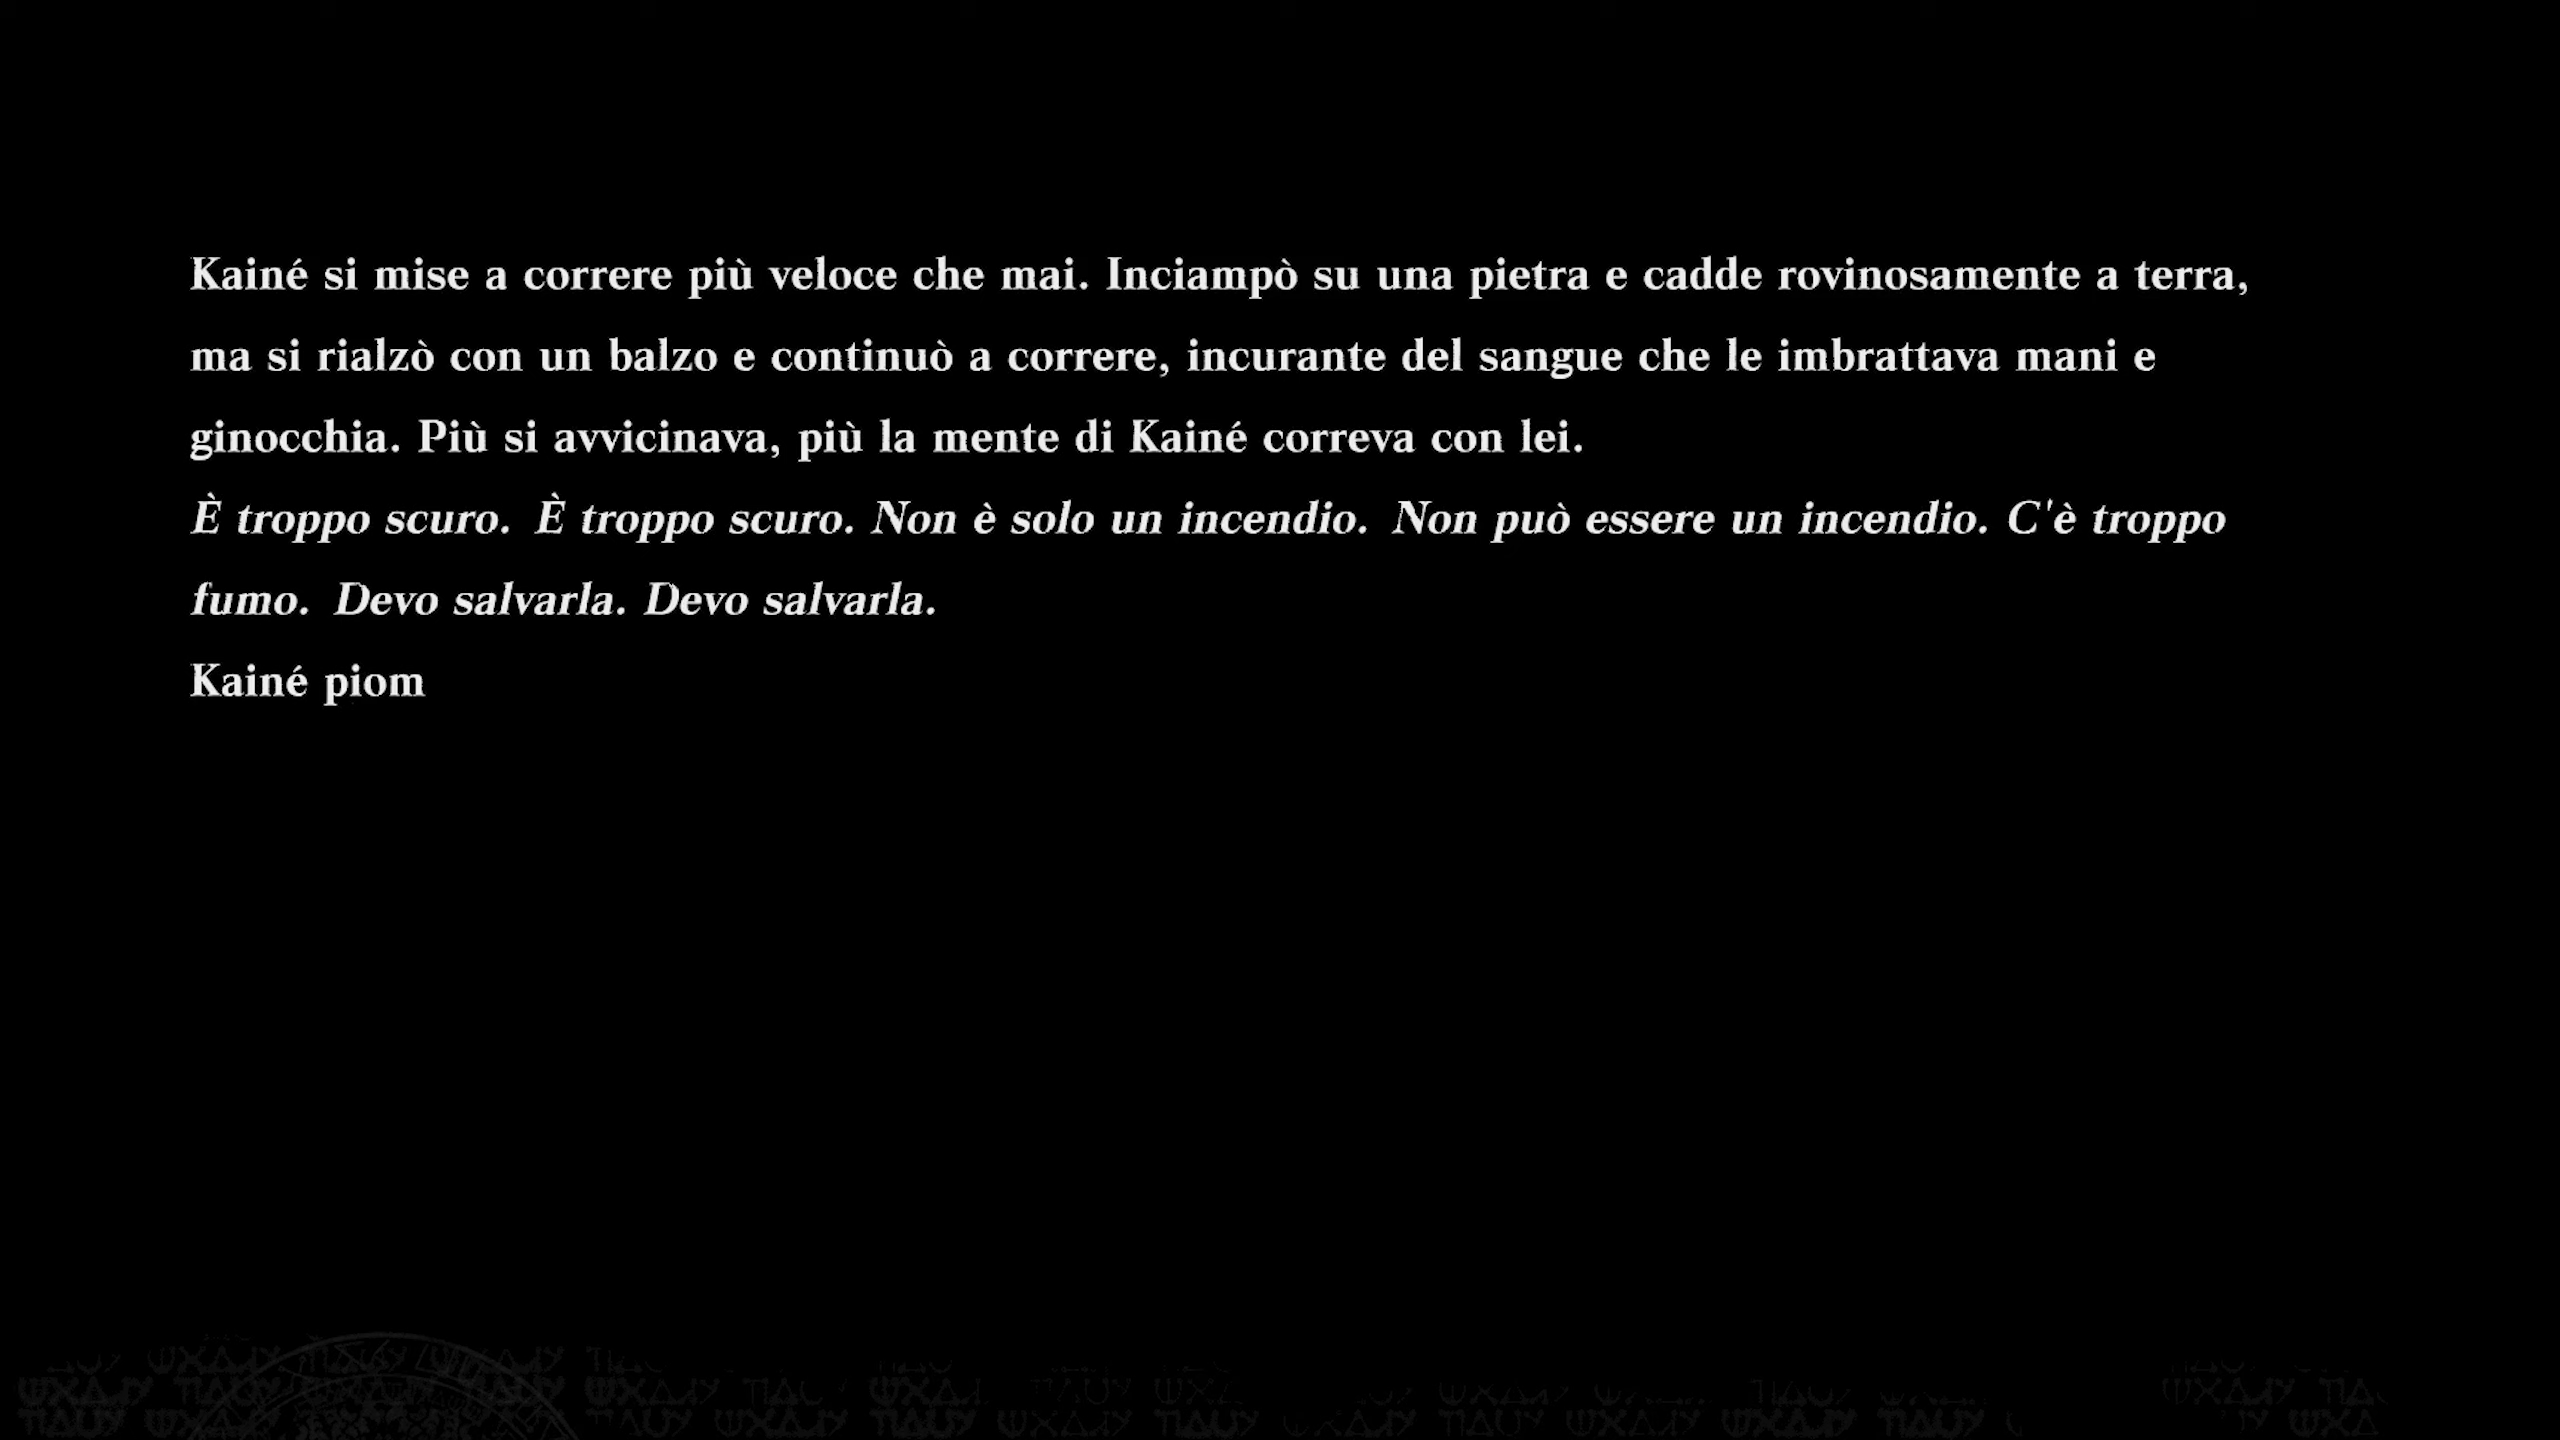 Kainé si mise a correre più veloce che mai. Inciampò su una pietra e cadde rovinosamente a terra,
ma si rialzò con un balzo e continuò a correre, incurante del sangue che le imbrattava mani e
ginocchia. Più si avvicinava, più la mente di Kainé correva con lei.
È troppo scuro. È troppo scuro. Non è solo un incendio. Non può essere un incendio. C'è troppo
fumo. Devo salvarla. Devo salvarla.
Kainé piom